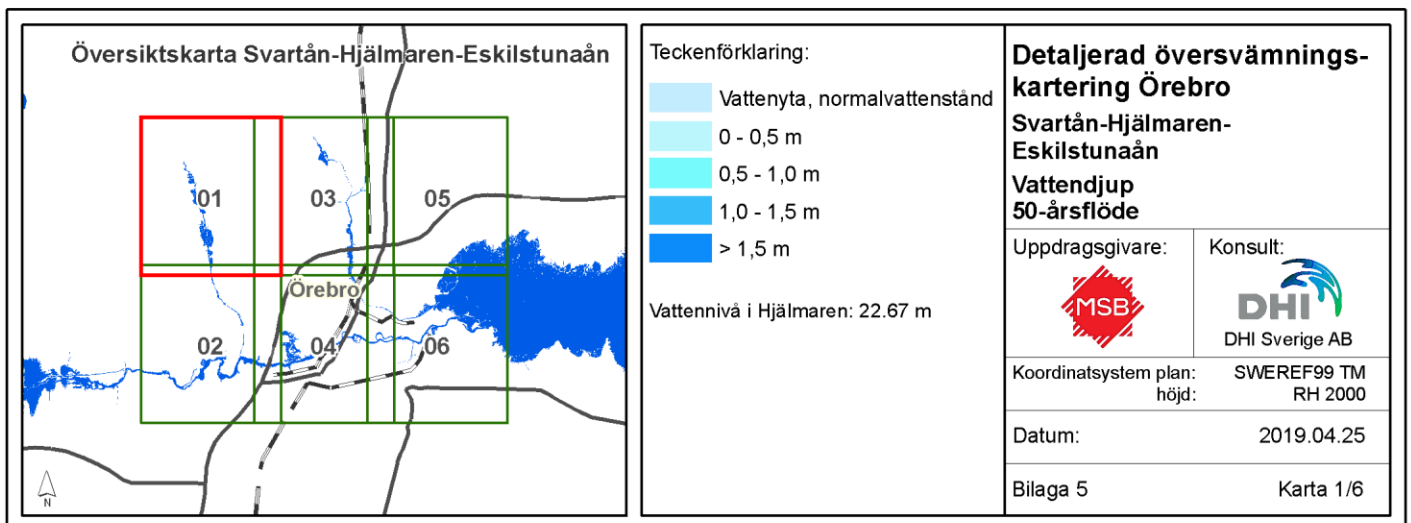 Översiktskarta Svartån-Hjälmaren-Eskilstunaån
01
03
05
Örebro
02
04
06
N
Teckenförklaring:
Vattenyta, normalvattenstånd
0 - 0,5 m
0,5 - 1,0 m
1,0 - 1,5 m
> 1,5 m
Vattennivå i Hjälmaren: 22.67 m
Detaljerad översvämnings-
kartering Örebro
Svartån-Hjälmaren-
Eskilstunaån
Vattendjup
50-årsflöde
Uppdragsgivare:
MSB
Konsult:
DHI
DHI Sverige AB
Koordinatsystem plan: SWEREF99 TM
höjd: RH 2000
Datum: 2019.04.25
Bilaga 5 Karta 1/6